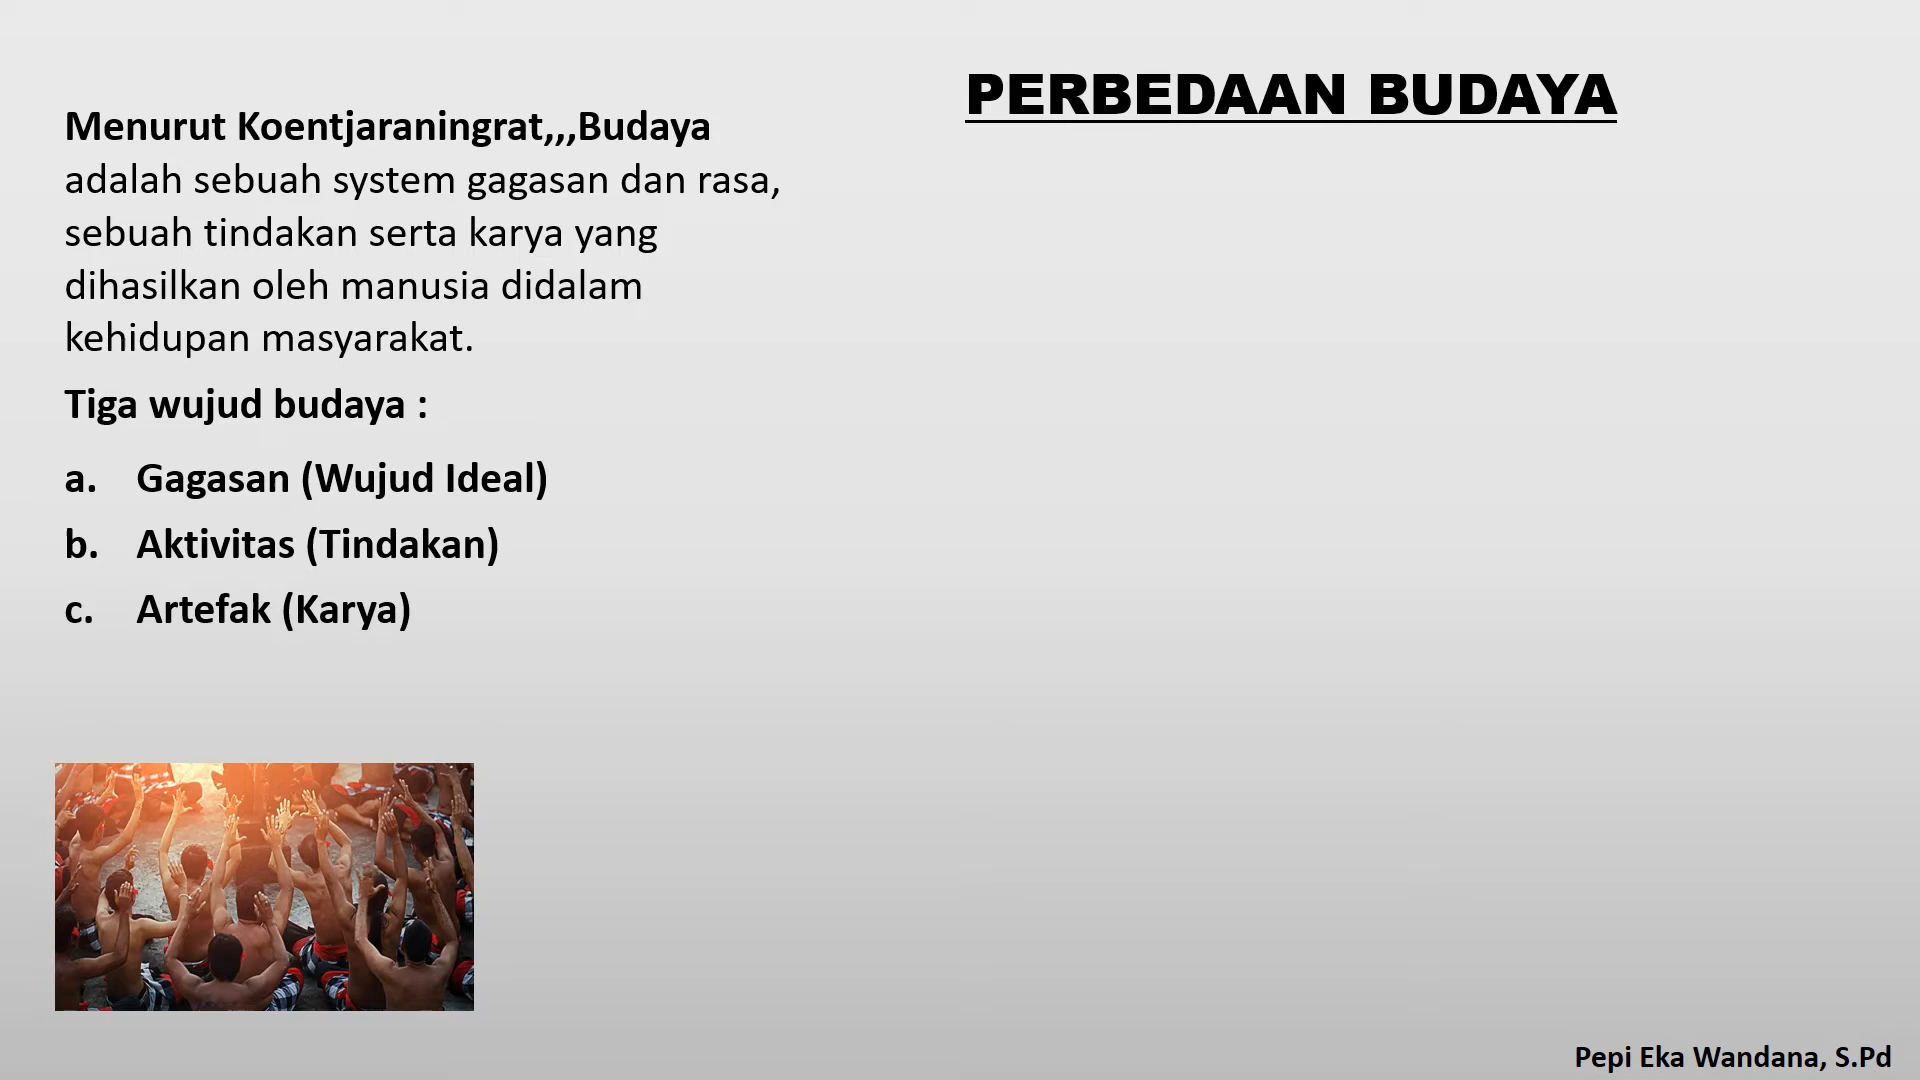 PERBEDAAN BUDAYA
Menurut Koentjaraningrat,,,Budaya
adalah sebuah system gagasan dan rasa,
sebuah tindakan serta karya yang
dihasilkan oleh manusia didalam
kehidupan masyarakat.
Tiga wujud budaya :
a. Gagasan (Wujud Ideal)
b. Aktivitas (Tindakan)
c. Artefak (Karya)
Pepi Eka Wandana, S.Pd